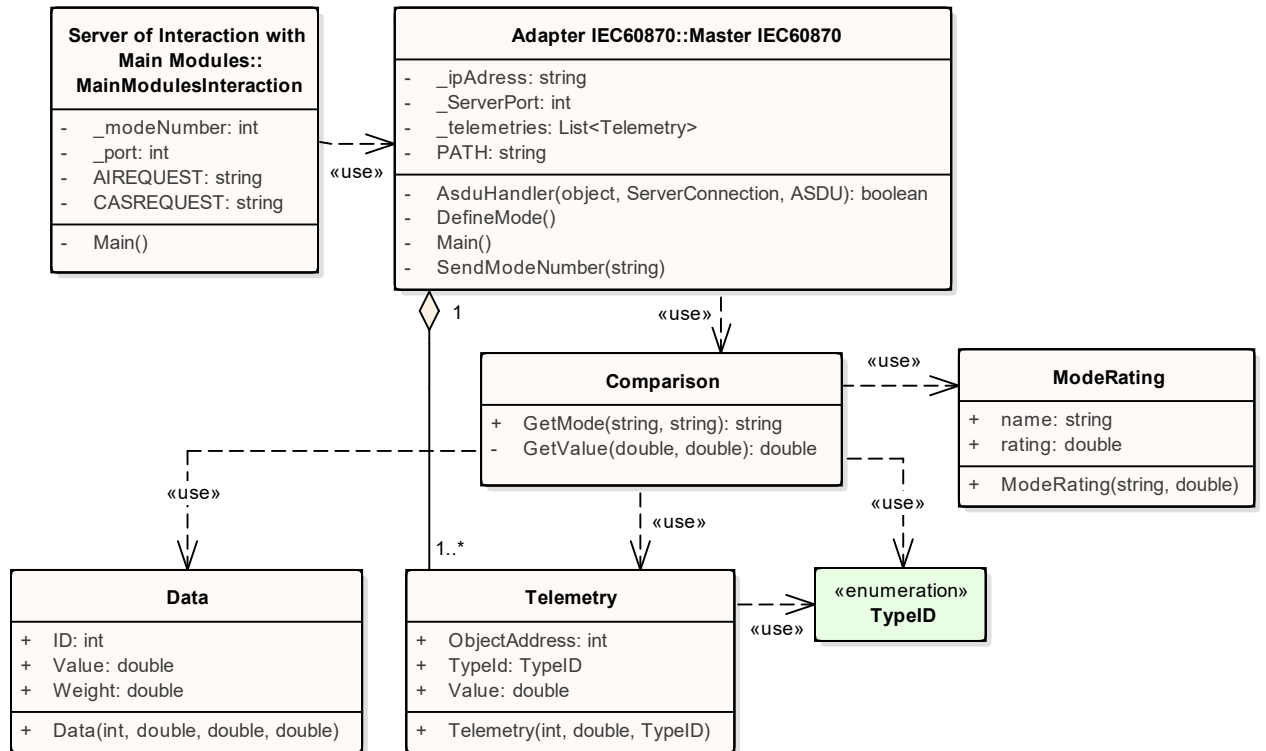 Server of Interaction with
Main Modules::
MainModulesInteraction
- _modeNumber: int
- _port: int
- AIREQUEST: string
- CASREQUEST: string
- Main()
«use»
Adapter IEC60870::Master IEC60870
- _ipAdress: string
- _ServerPort: int
- _telemetries: List<Telemetry>
- PATH: string
- AsduHandler(object, ServerConnection, ASDU): boolean
- DefineMode()
- Main()
- SendModeNumber(string)
1
«use»
Comparison
+ GetMode(string, string): string
- GetValue(double, double): double
«use»
ModeRating
+ name: string
+ rating: double
+ ModeRating(string, double)
«use»
«use»
«use»
1..*
Data
+ ID: int
+ Value: double
+ Weight: double
+ Data(int, double, double, double)
Telemetry
+ ObjectAddress: int
+ TypeId: TypeID
+ Value: double
+ Telemetry(int, double, TypeID)
«use»
«enumeration»
TypeID